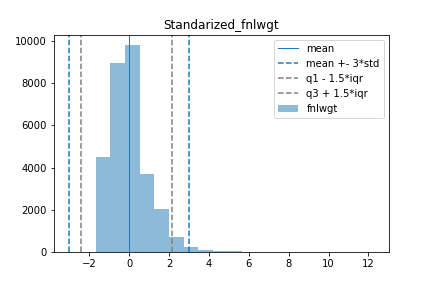 Standarized_fnlwgt
10000
8000
6000
4000
2000
0
mean
mean +- 3*std
q1 - 1.5*iqr
q3 + 1.5*iqr
fnlwgt
−2 0 2 4 6 8 10 12